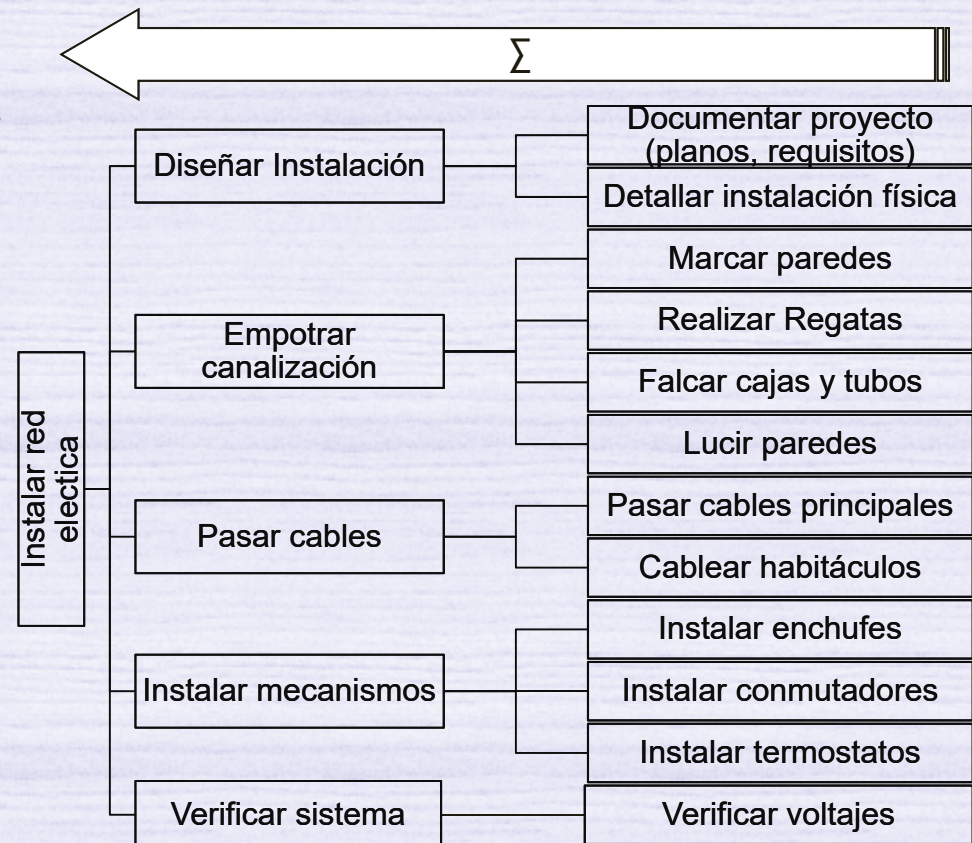 Σ
Instalar red
electica
Diseñar Instalación
Documentar proyecto
(planos, requisitos)
Detallar instalación física
Empotrar
canalización
Marcar paredes
Realizar Regatas
Falcar cajas y tubos
Lucir paredes
Pasar cables
Pasar cables principales
Cablear habitáculos
Instalar mecanismos
Instalar enchufes
Instalar conmutadores
Instalar termostatos
Verificar sistema
Verificar voltajes